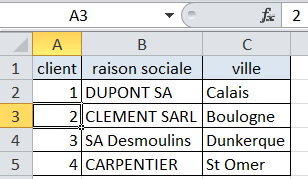 A3 fx 2
A B C
1 client raison sociale ville
2 1 DUPONT SA Calais
3 2 CLEMENT SARL Boulogne
4 3 SA Desmoulins Dunkerque
5 4 CARPENTIER St Omer